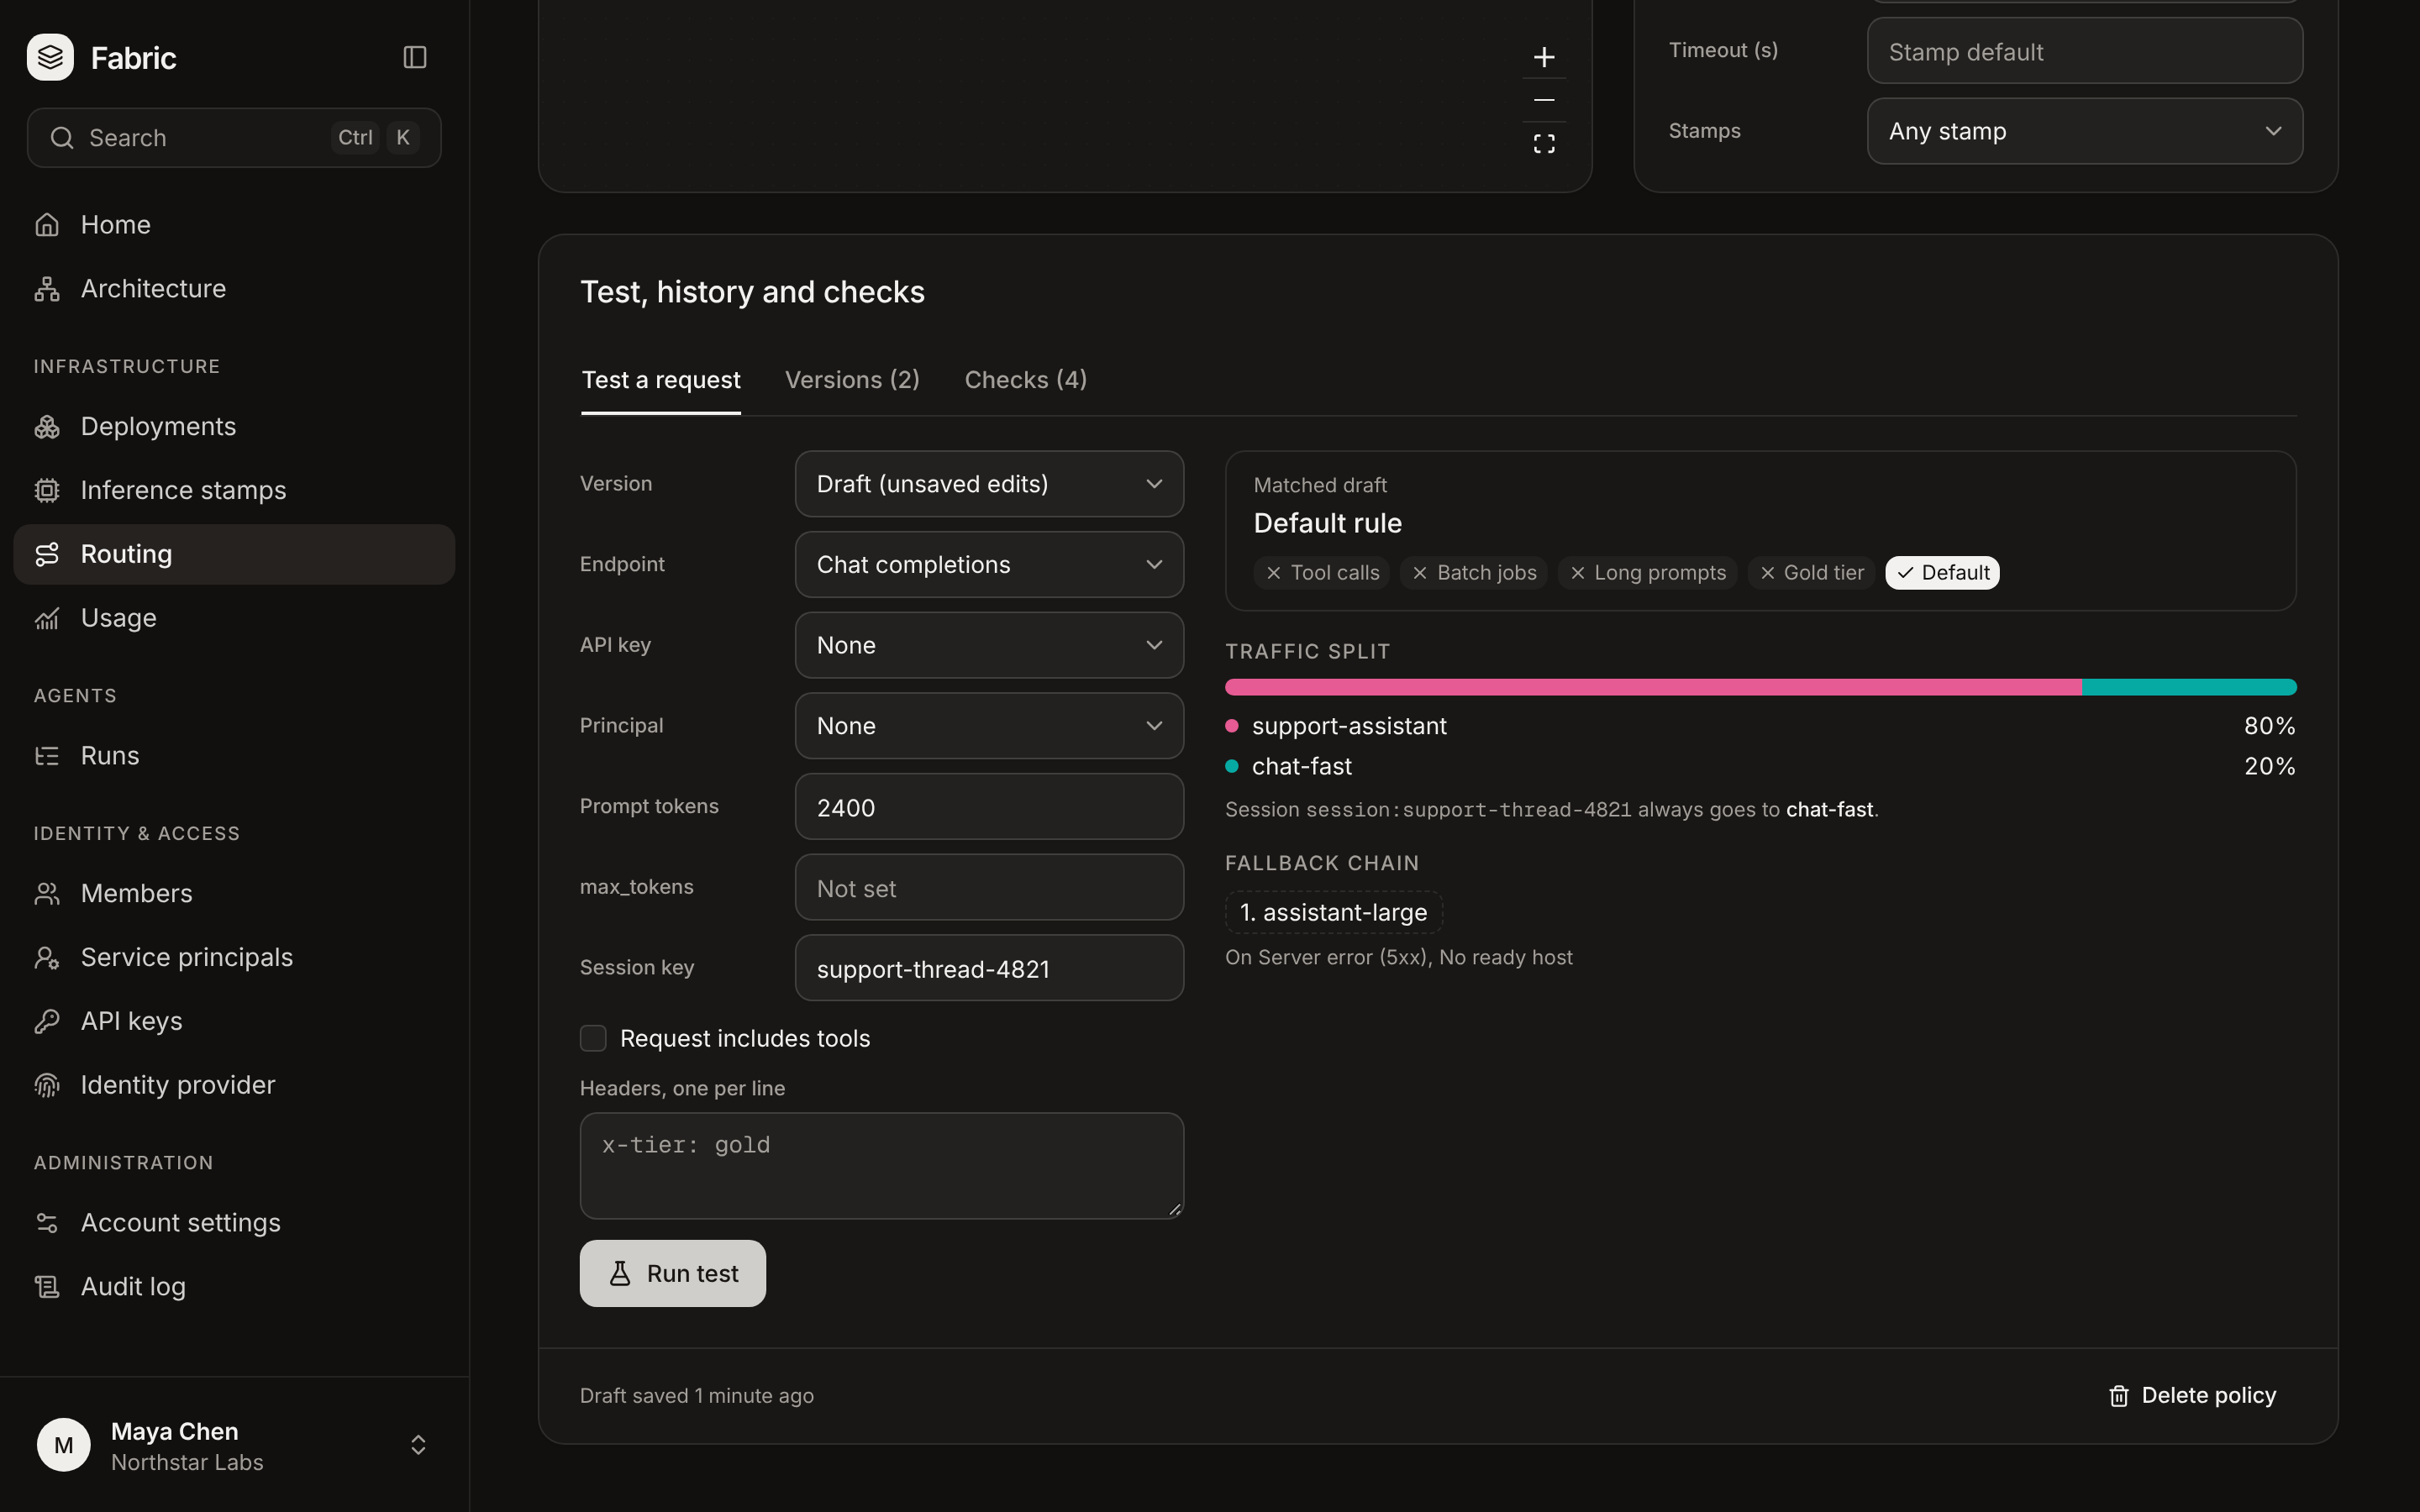 Fabric
Search Ctrl K
Home
Architecture
INFRASTRUCTURE
Deployments
Inference stamps
Routing
Usage
AGENTS
Runs
IDENTITY & ACCESS
Members
Service principals
API keys
Identity provider
ADMINISTRATION
Account settings
Audit log
M
Maya Chen
Northstar Labs
Timeout (s) Stamp default
Stamps Any stamp
Test, history and checks
Test a request Versions (2) Checks (4)
Version Draft (unsaved edits)
Endpoint Chat completions
API key None
Principal None
Prompt tokens 2400
max_tokens Not set
Session key support-thread-4821
Request includes tools
Headers, one per line
x-tier: gold
Run test
Matched draft
Default rule
Tool calls Batch jobs Long prompts Gold tier Default
TRAFFIC SPLIT
support-assistant 80%
chat-fast 20%
Session session:support-thread-4821 always goes to chat-fast.
FALLBACK CHAIN
1. assistant-large
On Server error (5xx), No ready host
Draft saved 1 minute ago
Delete policy